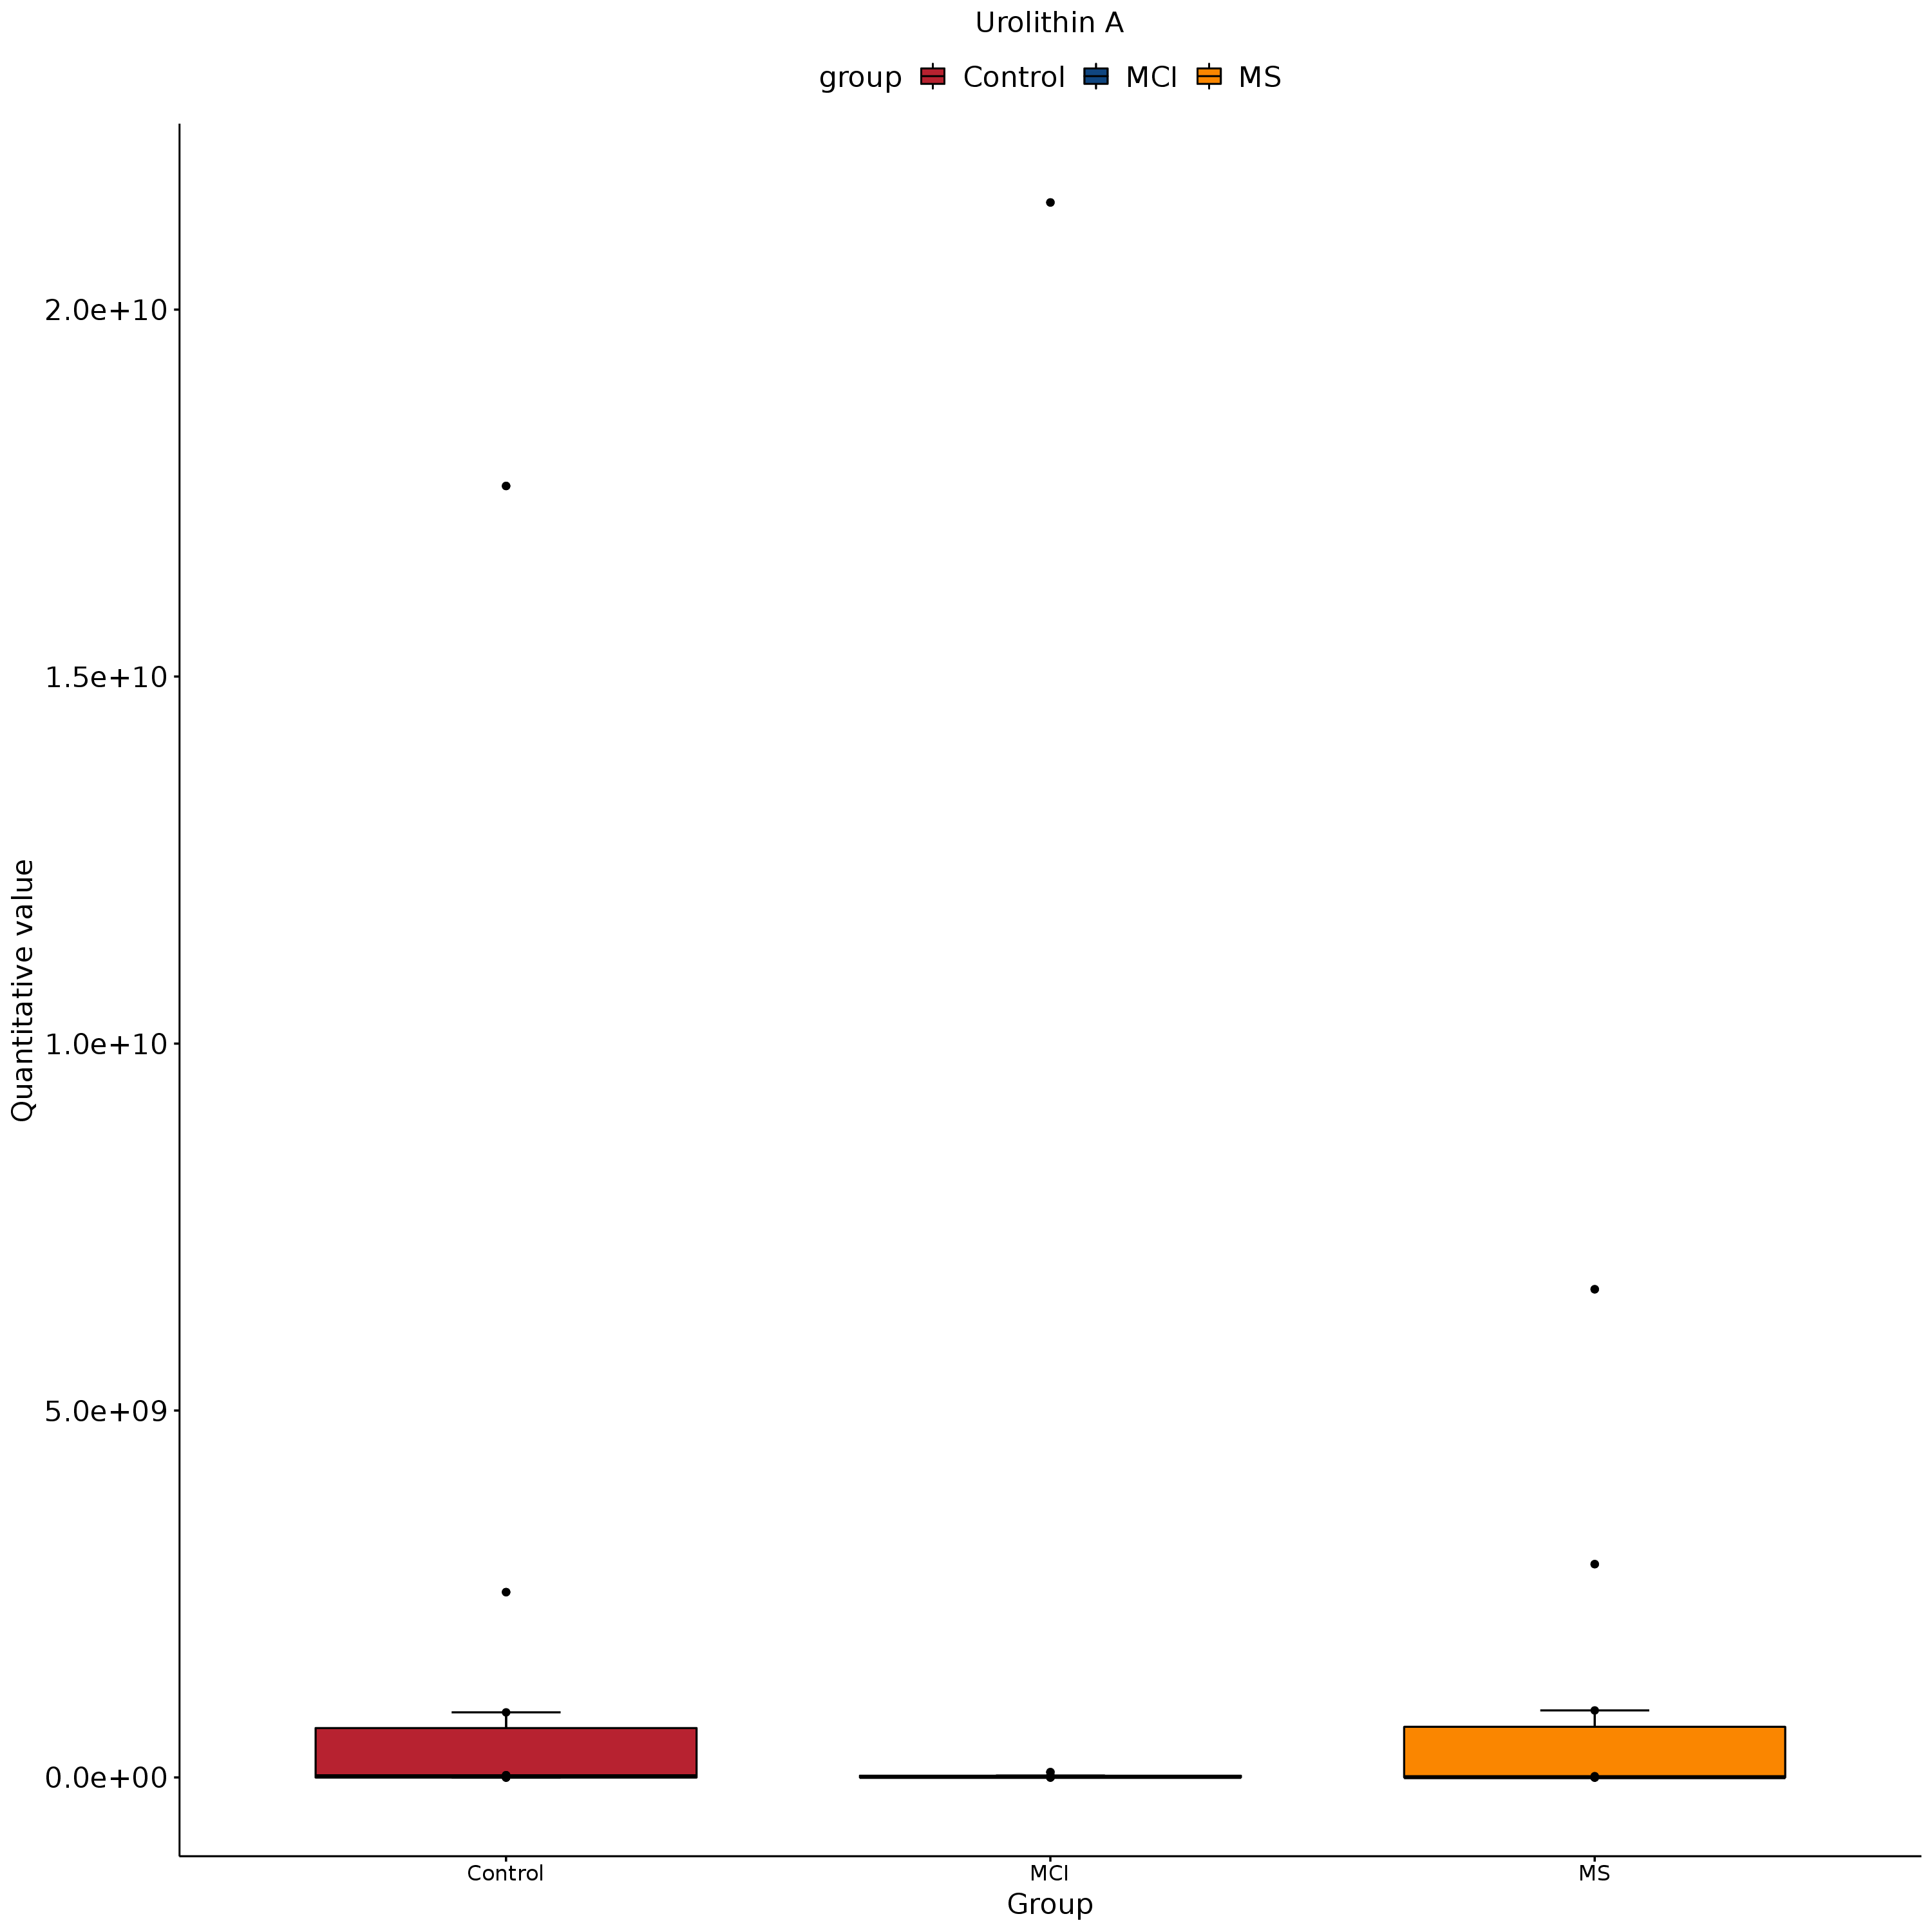 Urolithin A
group Control MCI MS
Quantitative value
2.0e+10
1.5e+10
1.0e+10
5.0e+09
0.0e+00
Control MCI MS
Group